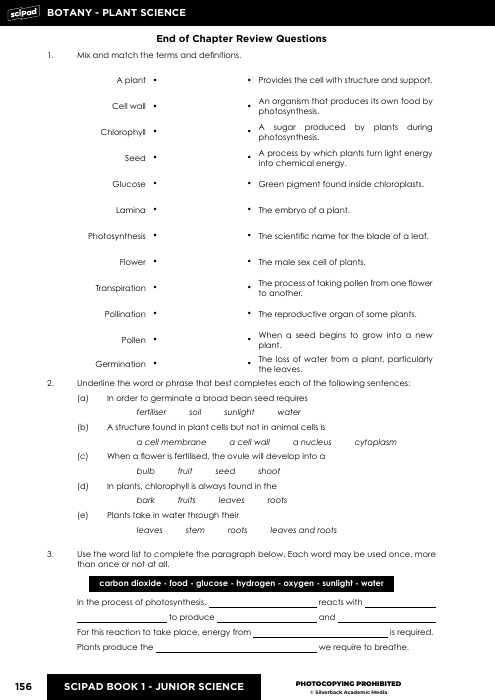 scipad BOTANY - PLANT SCIENCE
End of Chapter Review Questions
1. Mix and match the terms and definitions.
A plant • • Provides the cell with structure and support.
Cell wall • • An organism that produces its own food by
photosynthesis.
Chlorophyll • • A sugar produced by plants during
photosynthesis.
Seed • • A process by which plants turn light energy
into chemical energy.
Glucose • • Green pigment found inside chloroplasts.
Lamina • • The embryo of a plant.
Photosynthesis • • The scientific name for the blade of a leaf.
Flower • • The male sex cell of plants.
Transpiration • • The process of taking pollen from one flower
to another.
Pollination • • The reproductive organ of some plants.
Pollen • • When a seed begins to grow into a new
plant.
Germination • • The loss of water from a plant, particularly
the leaves.
2. Underline the word or phrase that best completes each of the following sentences:
(a) In order to germinate a broad bean seed requires
fertiliser soil sunlight water
(b) A structure found in plant cells but not in animal cells is
a cell membrane a cell wall a nucleus cytoplasm
(c) When a flower is fertilised, the ovule will develop into a
bulb fruit seed shoot
(d) In plants, chlorophyll is always found in the
bark fruits leaves roots
(e) Plants take in water through their
leaves stem roots leaves and roots
3. Use the word list to complete the paragraph below. Each word may be used once, more
than once or not at all.
carbon dioxide - food - glucose - hydrogen - oxygen - sunlight - water
In the process of photosynthesis, ____ reacts with ____
____ to produce ____ and ____
For this reaction to take place, energy from ____ is required.
Plants produce the ____ we require to breathe.
156 SCIPAD BOOK 1 - JUNIOR SCIENCE PHOTOCOPYING PROHIBITED
© Silverback Academic Media